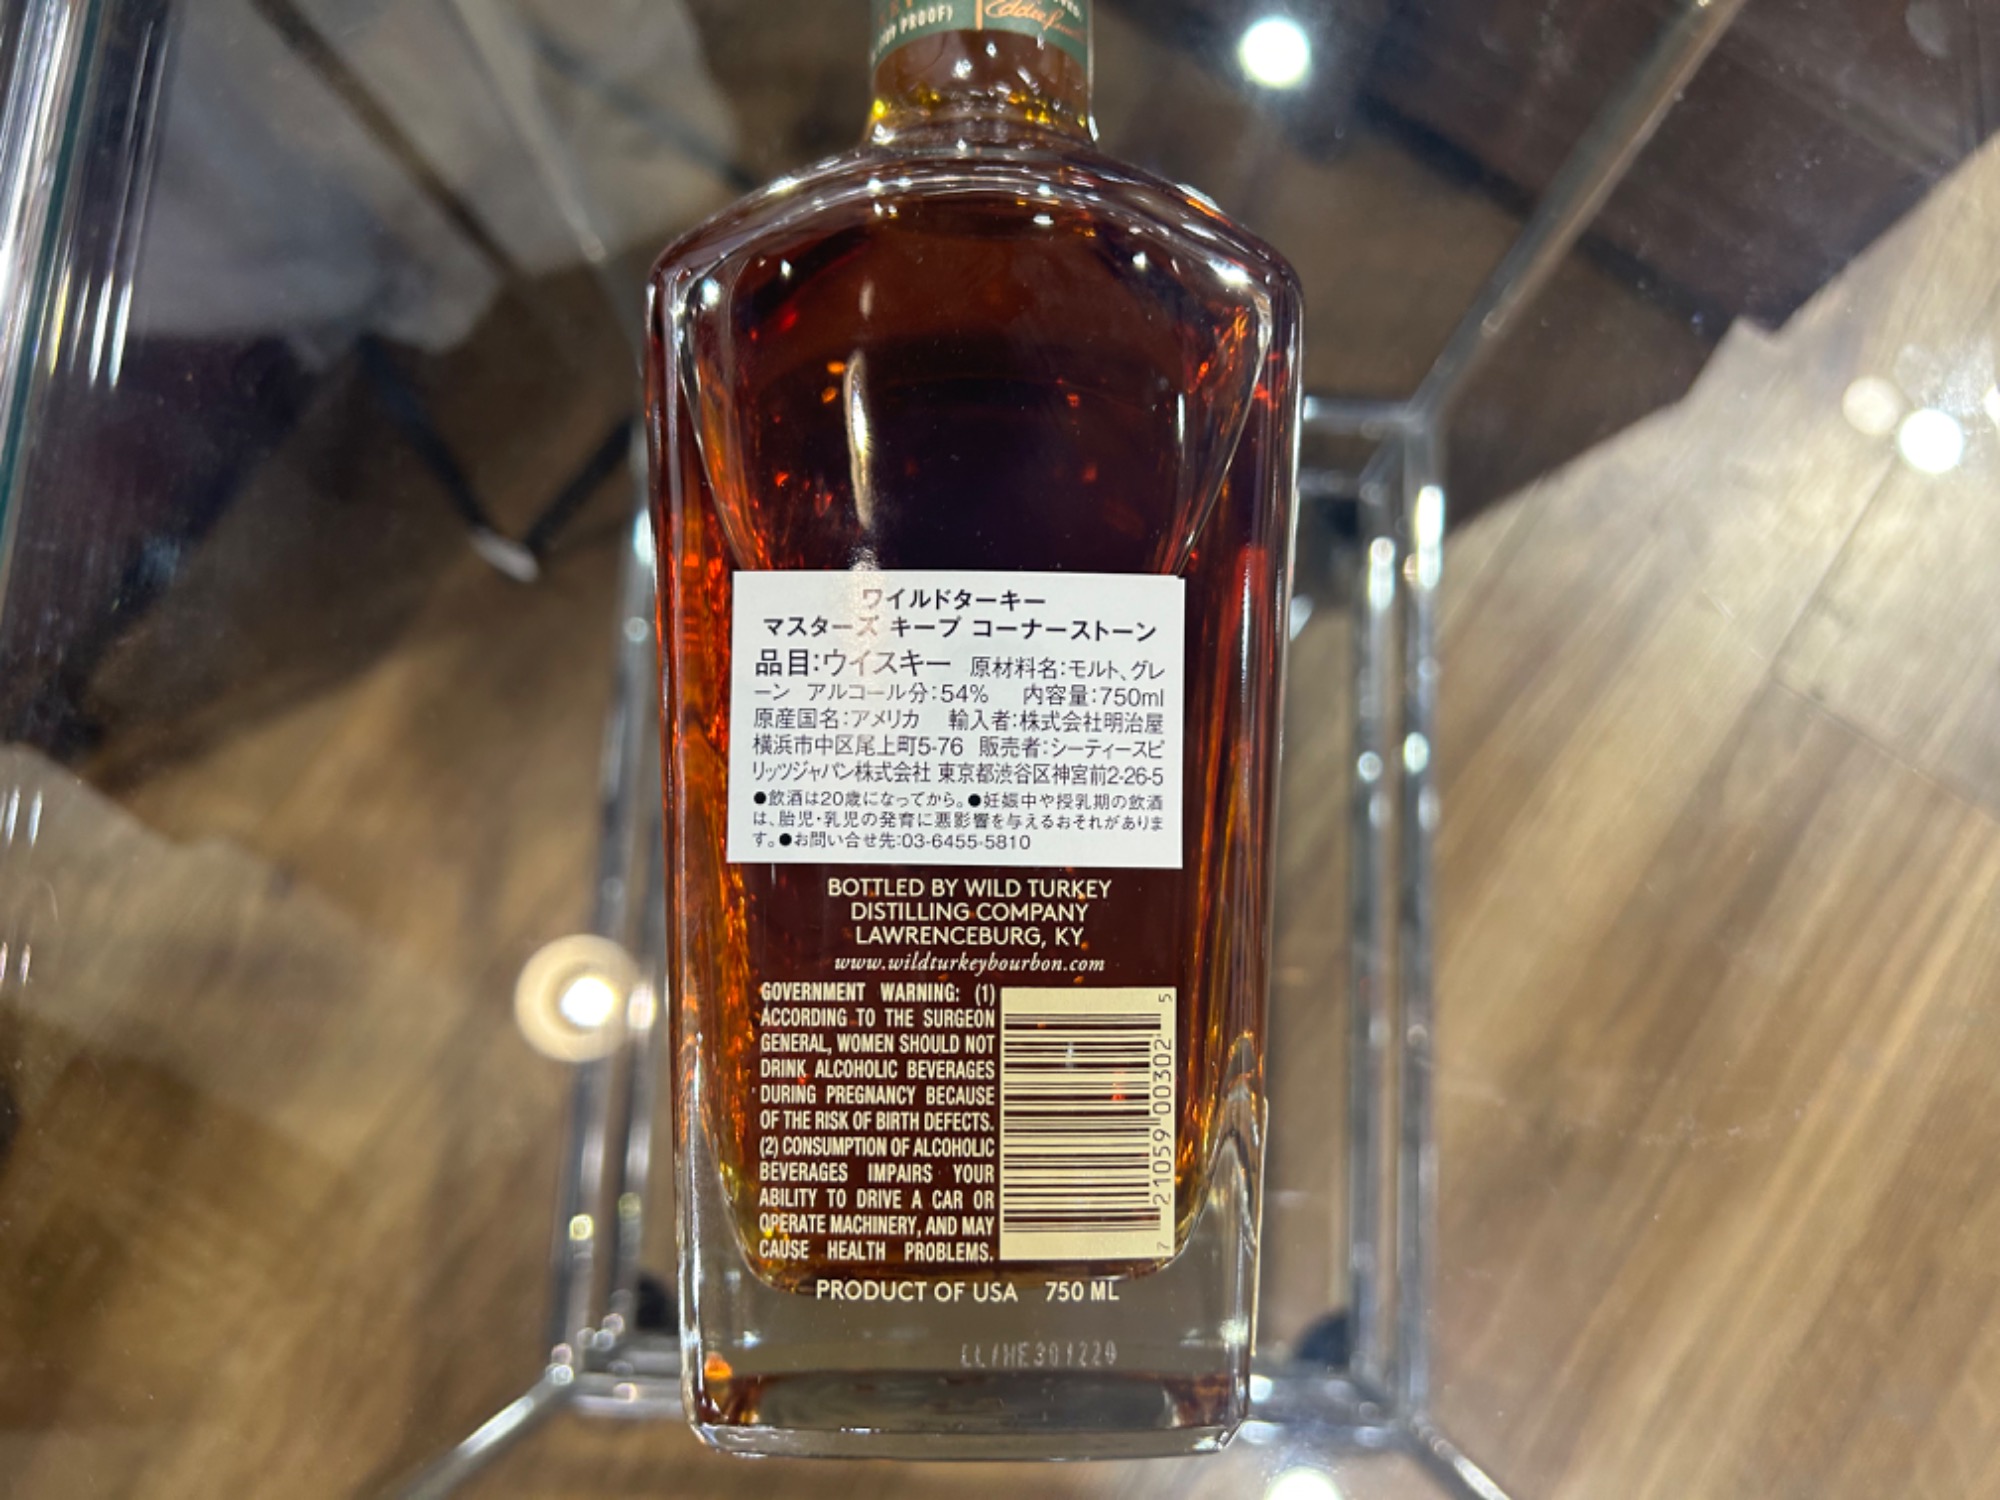 PROOF)
ワイルドターキー
マスターズ キープ コーナーストーン
品目:ウイスキー 原材料名:モルト、グレ
ーン アルコール分:54% 内容量:750ml
原産国名:アメリカ 輸入者:株式会社明治屋
横浜市中区尾上町5-76 販売者:シーティースピ
リッツジャパン株式会社 東京都渋谷区神宮前2-26-5
●飲酒は20歳になってから。●妊娠中や授乳期の飲酒
は、胎児・乳児の発育に悪影響を与えるおそれがありま
す。●お問い合せ先:03-6455-5810
BOTTLED BY WILD TURKEY
DISTILLING COMPANY
LAWRENCEBURG, KY
www.wildturkeybourbon.com
GOVERNMENT WARNING: (1)
ACCORDING TO THE SURGEON
GENERAL, WOMEN SHOULD NOT
DRINK ALCOHOLIC BEVERAGES
DURING PREGNANCY BECAUSE
OF THE RISK OF BIRTH DEFECTS.
(2) CONSUMPTION OF ALCOHOLIC
BEVERAGES IMPAIRS YOUR
ABILITY TO DRIVE A CAR OR
OPERATE MACHINERY, AND MAY
CAUSE HEALTH PROBLEMS.
7 21059 00302 5
PRODUCT OF USA 750 ML